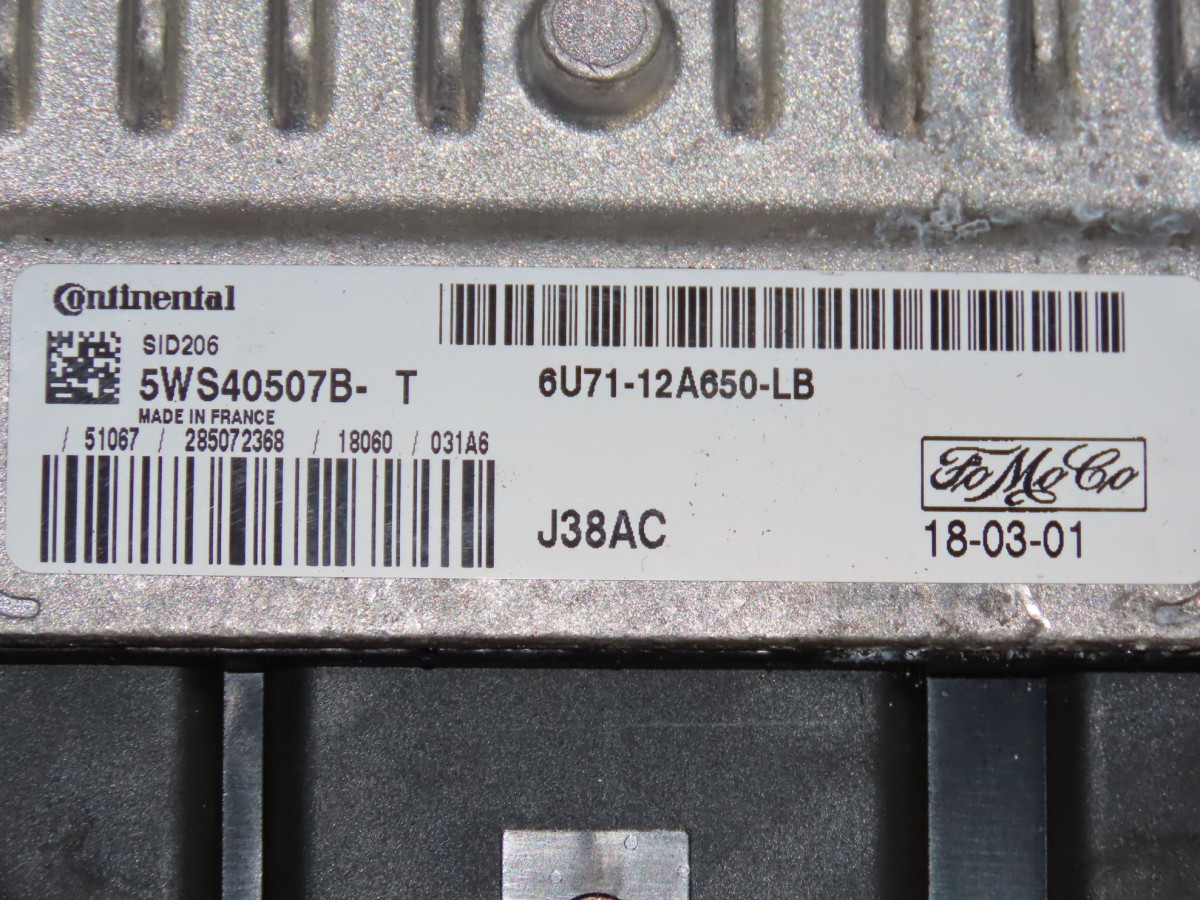 Continental
SID206
5WS40507B- T
MADE IN FRANCE
/ 51067 / 285072368 / 18060 / 031A6
6U71-12A650-LB
J38AC
FoMoCo
18-03-01